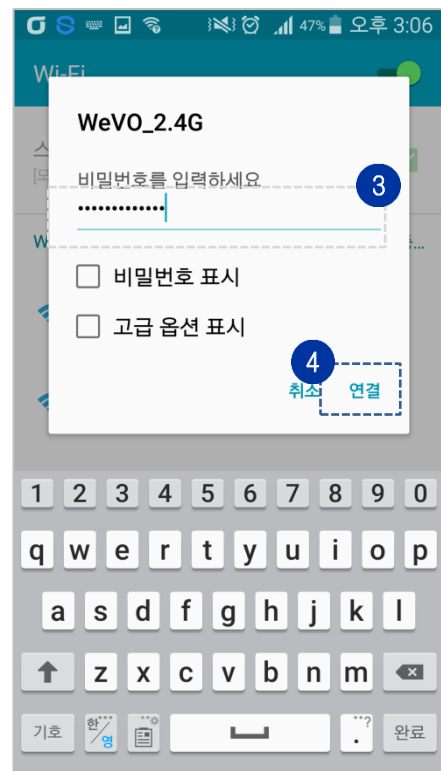 47% 오후 3:06
Wi-Fi
WeVO_2.4G
비밀번호를 입력하세요
3
비밀번호 표시
고급 옵션 표시
4
취소 연결
1 2 3 4 5 6 7 8 9 0
q w e r t y u i o p
a s d f g h j k l
z x c v b n m
기호 한/영 . 완료